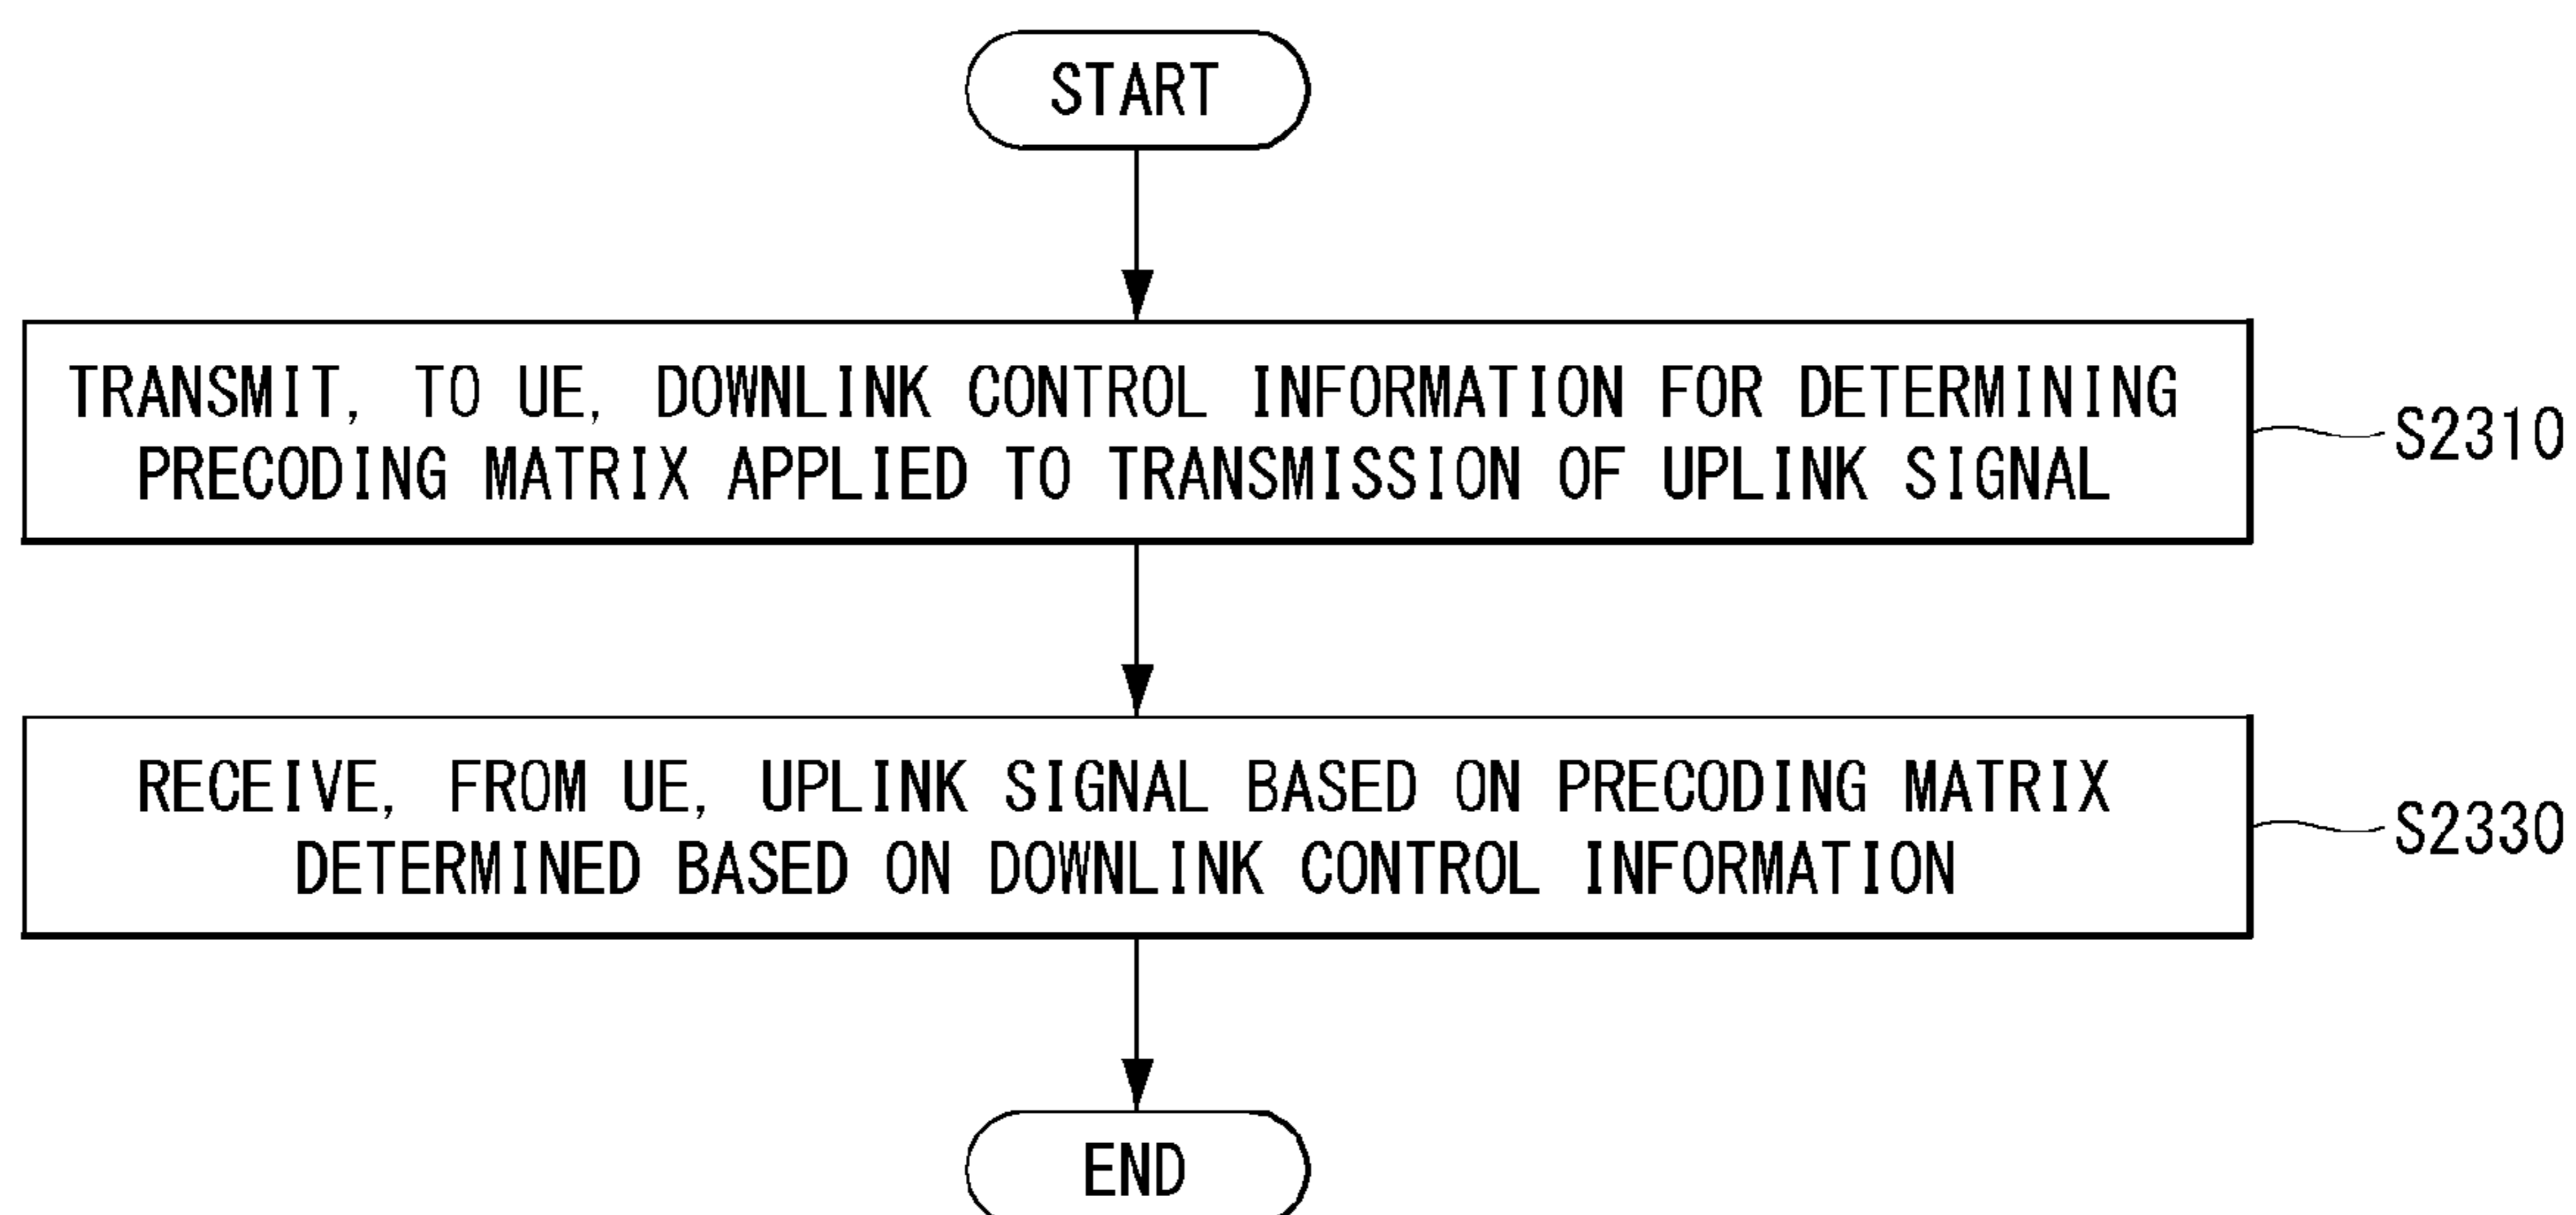 START
TRANSMIT, TO UE, DOWNLINK CONTROL INFORMATION FOR DETERMINING
PRECODING MATRIX APPLIED TO TRANSMISSION OF UPLINK SIGNAL
S2310
RECEIVE, FROM UE, UPLINK SIGNAL BASED ON PRECODING MATRIX
DETERMINED BASED ON DOWNLINK CONTROL INFORMATION
S2330
END